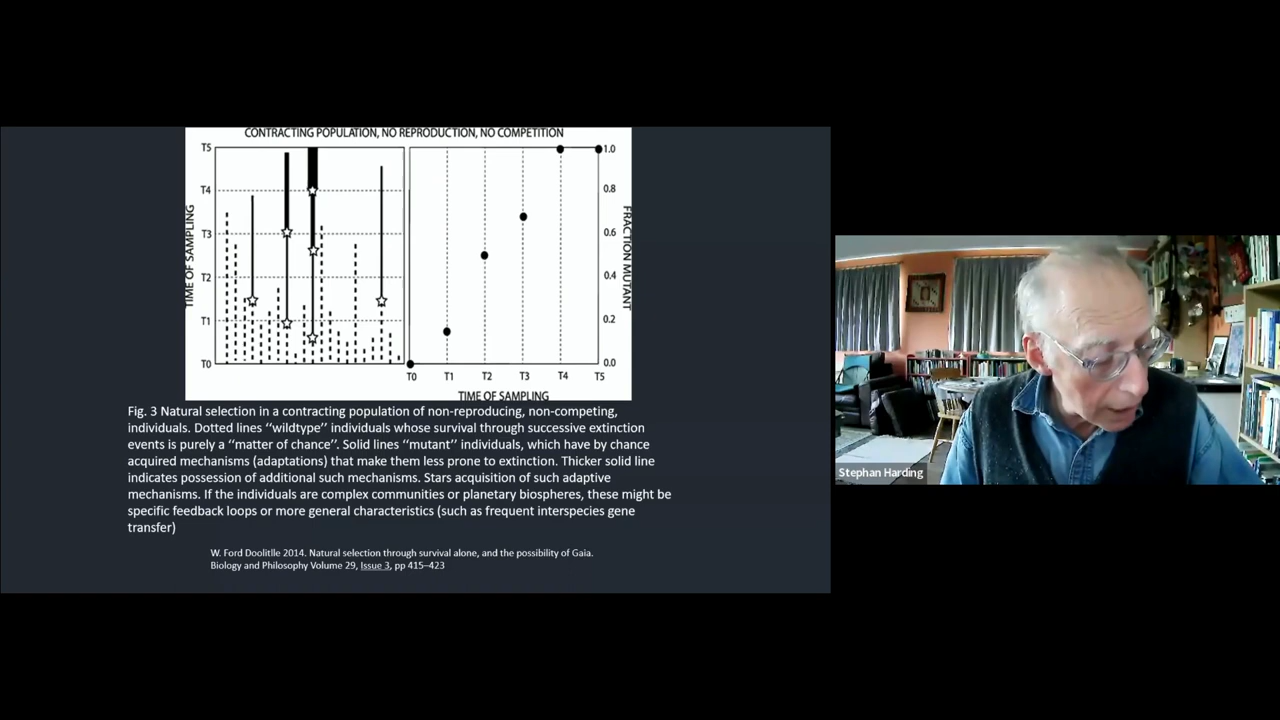 CONTRACTING POPULATION, NO REPRODUCTION, NO COMPETITION
T5
T4
T3
T2
T1
T0
TIME OF SAMPLING
1.0
0.8
0.6
0.4
0.2
0.0
FRACTION MUTANT
T0 T1 T2 T3 T4 T5
TIME OF SAMPLING
Fig. 3 Natural selection in a contracting population of non-reproducing, non-competing,
individuals. Dotted lines ‘‘wildtype’’ individuals whose survival through successive extinction
events is purely a ‘‘matter of chance’’. Solid lines ‘‘mutant’’ individuals, which have by chance
acquired mechanisms (adaptations) that make them less prone to extinction. Thicker solid line
indicates possession of additional such mechanisms. Stars acquisition of such adaptive
mechanisms. If the individuals are complex communities or planetary biospheres, these might be
specific feedback loops or more general characteristics (such as frequent interspecies gene
transfer)
W. Ford Doolitlle 2014. Natural selection through survival alone, and the possibility of Gaia.
Biology and Philosophy Volume 29, Issue 3, pp 415–423
Stephan Harding